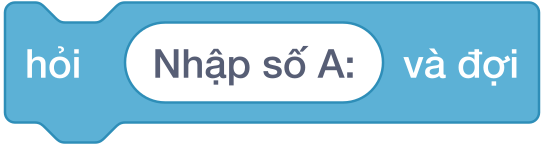 hỏi Nhập số A: và đợi